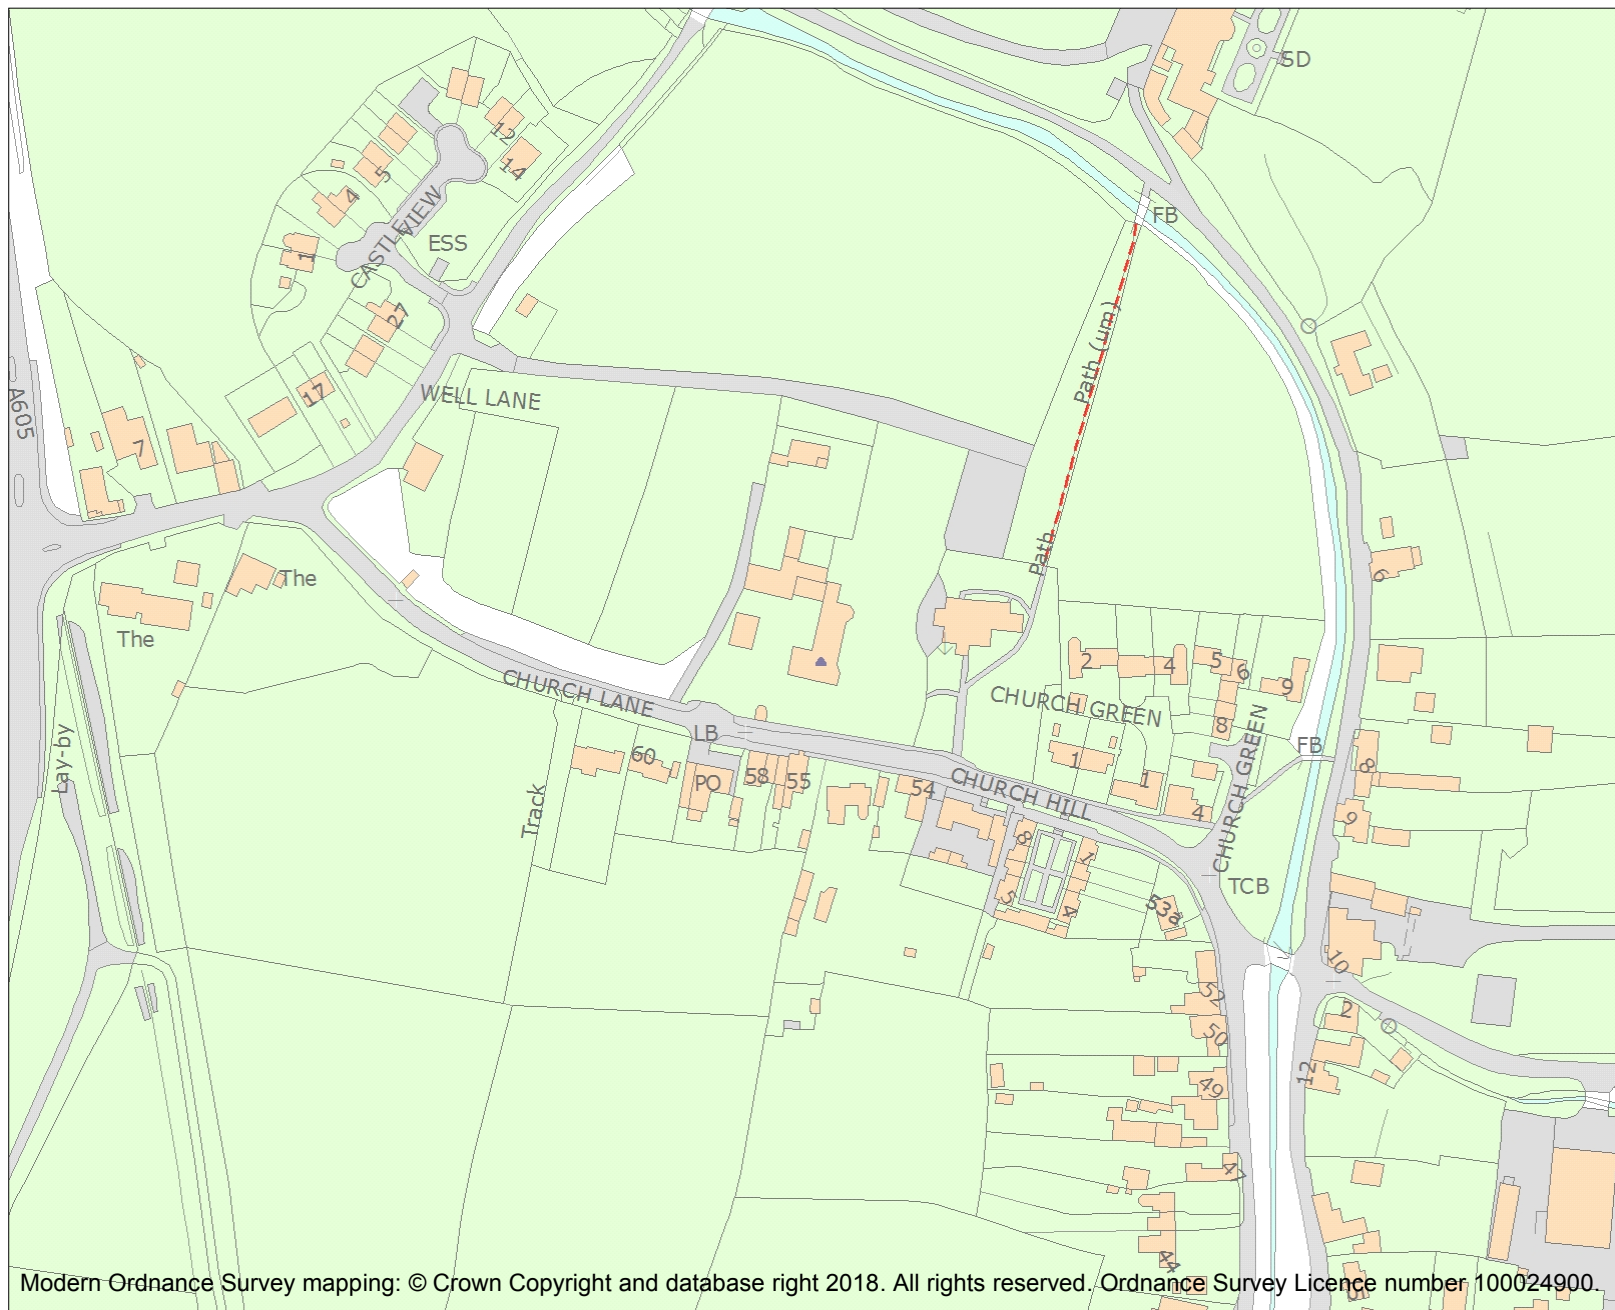 SD
12
14
5
4
CASTLEVIEW
ESS
1
FB
27
Path (um)
A605
WELL LANE
17
7
Path
The
6
The
2
4
5
6
9
CHURCH LANE
CHURCH GREEN
8
LB
60
PO
58
55
54
CHURCH HILL
1
1
4
CHURCH GREEN
FB
8
9
Lay-by
Track
8
1
5
4
53a
TCB
10
52
2
50
49
12
47
44
15
Modern Ordnance Survey mapping: © Crown Copyright and database right 2018. All rights reserved. Ordnance Survey Licence number 100024900.